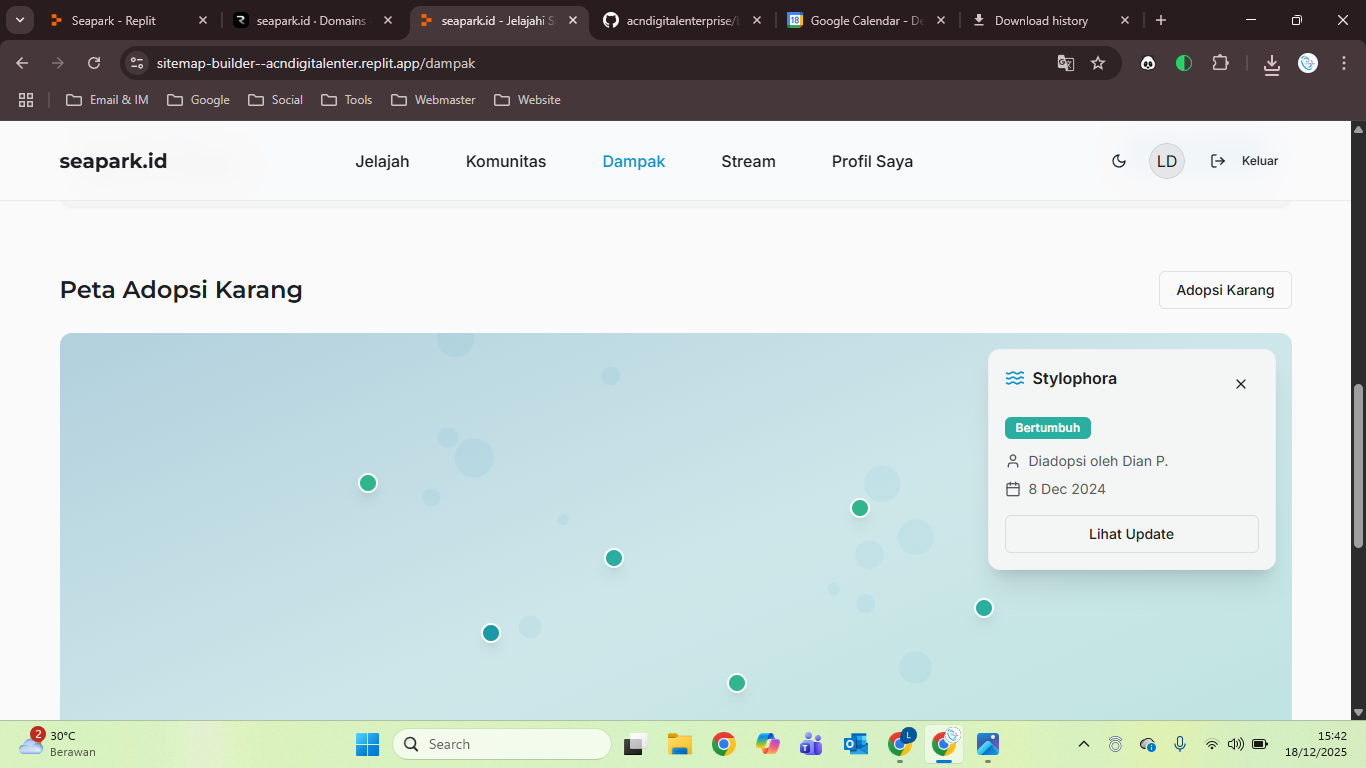 Seapark - Replit
seapark.id · Domains
seapark.id - Jelajahi S
acndigitalenterprise/
Google Calendar - De
Download history
sitemap-builder--acndigitalenter.replit.app/dampak
Email & IM
Google
Social
Tools
Webmaster
Website
seapark.id
Jelajah
Komunitas
Dampak
Stream
Profil Saya
LD
Keluar
Peta Adopsi Karang
Adopsi Karang
Stylophora
Bertumbuh
Diadopsi oleh Dian P.
8 Dec 2024
Lihat Update
2
30°C
Berawan
Search
L
15:42
18/12/2025